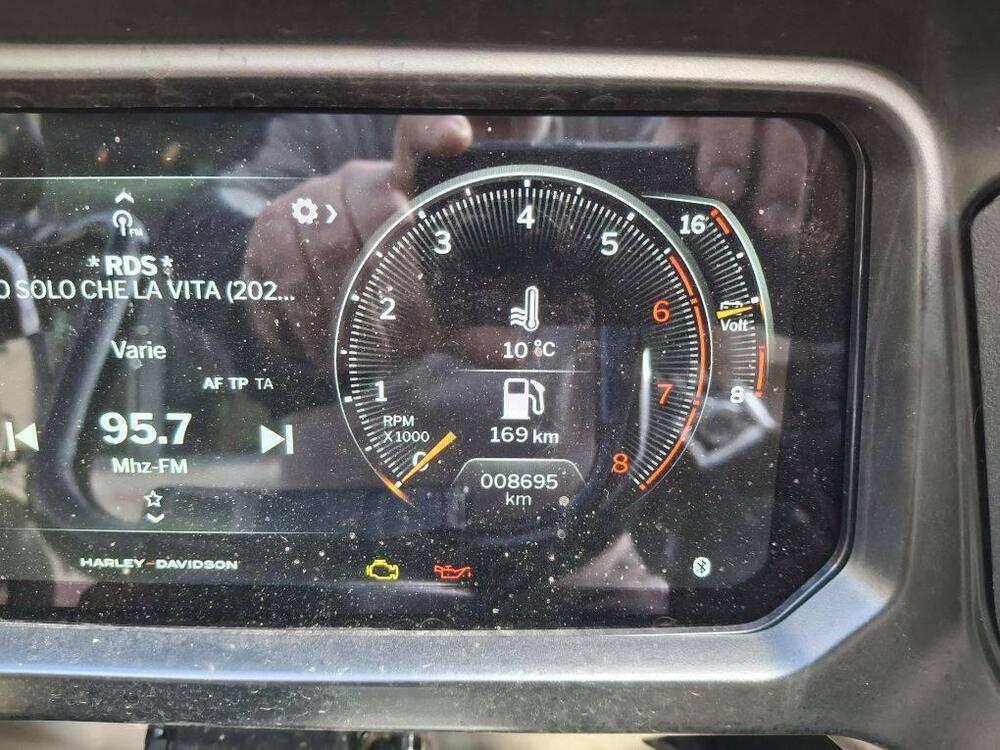 FM
* RDS *
O SOLO CHE LA VITA (202...
Varie
AF TP TA
95.7
Mhz-FM
HARLEY-DAVIDSON
0
1
2
3
4
5
6
7
8
RPM
X1000
10 °C
169 km
008695
km
16
Volt
8